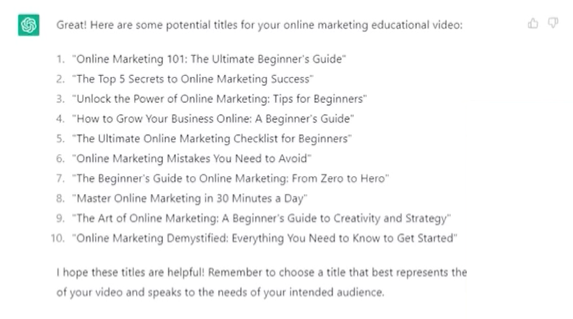 Great! Here are some potential titles for your online marketing educational video:
1. "Online Marketing 101: The Ultimate Beginner's Guide"
2. "The Top 5 Secrets to Online Marketing Success"
3. "Unlock the Power of Online Marketing: Tips for Beginners"
4. "How to Grow Your Business Online: A Beginner's Guide"
5. "The Ultimate Online Marketing Checklist for Beginners"
6. "Online Marketing Mistakes You Need to Avoid"
7. "The Beginner's Guide to Online Marketing: From Zero to Hero"
8. "Master Online Marketing in 30 Minutes a Day"
9. "The Art of Online Marketing: A Beginner's Guide to Creativity and Strategy"
10. "Online Marketing Demystified: Everything You Need to Know to Get Started"
I hope these titles are helpful! Remember to choose a title that best represents the
of your video and speaks to the needs of your intended audience.